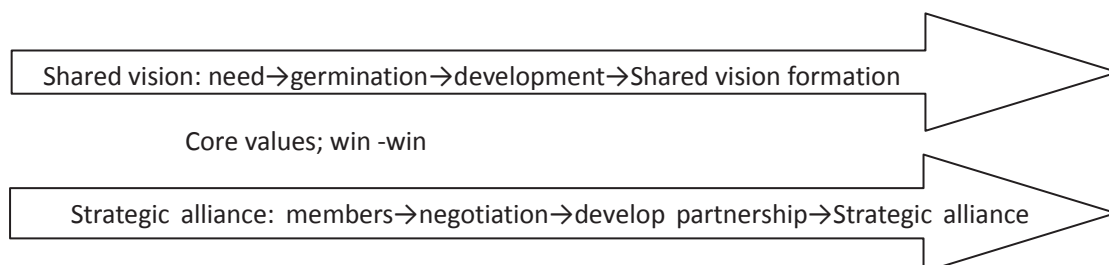 Shared vision: need→germination→development→Shared vision formation
Core values; win -win
Strategic alliance: members→negotiation→develop partnership→Strategic alliance